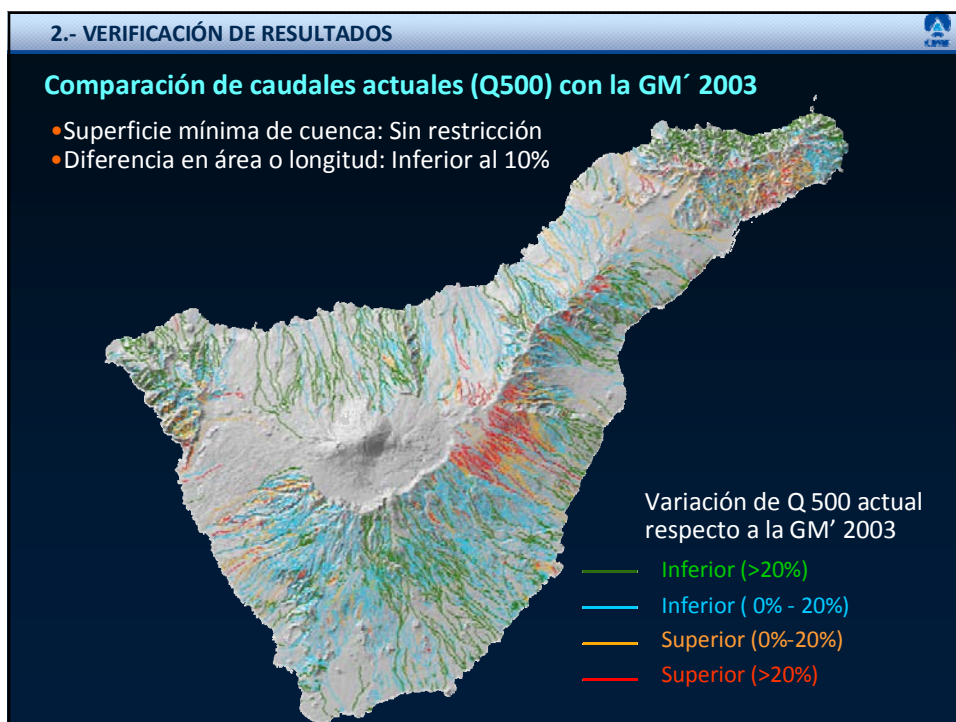 2.- VERIFICACIÓN DE RESULTADOS
Comparación de caudales actuales (Q500) con la GM´ 2003
•Superficie mínima de cuenca: Sin restricción
•Diferencia en área o longitud: Inferior al 10%
Variación de Q 500 actual
respecto a la GM’ 2003
Inferior (>20%)
Inferior ( 0% - 20%)
Superior (0%-20%)
Superior (>20%)